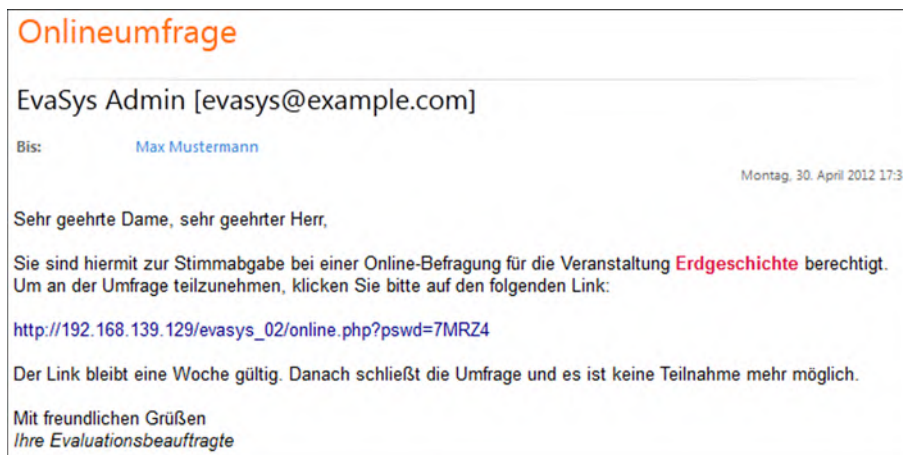 Onlineumfrage
EvaSys Admin [evasys@example.com]
Bis: Max Mustermann
Montag, 30. April 2012 17:3
Sehr geehrte Dame, sehr geehrter Herr,
Sie sind hiermit zur Stimmabgabe bei einer Online-Befragung für die Veranstaltung Erdgeschichte berechtigt.
Um an der Umfrage teilzunehmen, klicken Sie bitte auf den folgenden Link:
http://192.168.139.129/evasys_02/online.php?pswd=7MRZ4
Der Link bleibt eine Woche gültig. Danach schließt die Umfrage und es ist keine Teilnahme mehr möglich.
Mit freundlichen Grüßen
Ihre Evaluationsbeauftragte